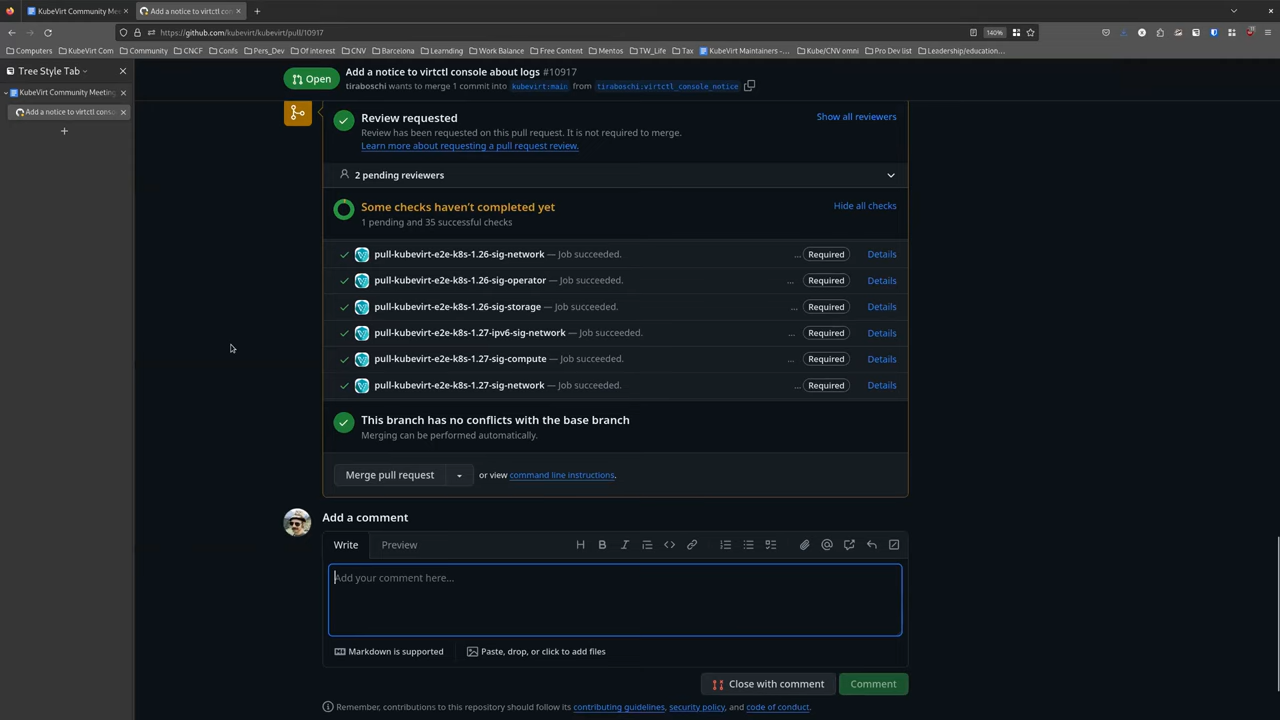 KubeVirt Community Meeting
Add a notice to virtctl con
https://github.com/kubevirt/kubevirt/pull/10917
140%
Computers
KubeVirt Com
Community
CNCF
Confs
Pers_Dev
Of interest
CNV
Barcelona
Learnding
Work Balance
Free Content
Mentos
TW_Life
Tax
KubeVirt Maintainers -...
Kube/CNV omni
Pro Dev list
Leadership/education...
Tree Style Tab
KubeVirt Community Meeting
Add a notice to virtctl conso
Open
Add a notice to virtctl console about logs #10917
tiraboschi wants to merge 1 commit into kubevirt:main from tiraboschi:virtctl_console_notice
Review requested
Show all reviewers
Review has been requested on this pull request. It is not required to merge.
Learn more about requesting a pull request review.
2 pending reviewers
Some checks haven't completed yet
Hide all checks
1 pending and 35 successful checks
pull-kubevirt-e2e-k8s-1.26-sig-network — Job succeeded. ... Required Details
pull-kubevirt-e2e-k8s-1.26-sig-operator — Job succeeded. ... Required Details
pull-kubevirt-e2e-k8s-1.26-sig-storage — Job succeeded. ... Required Details
pull-kubevirt-e2e-k8s-1.27-ipv6-sig-network — Job succeeded. ... Required Details
pull-kubevirt-e2e-k8s-1.27-sig-compute — Job succeeded. ... Required Details
pull-kubevirt-e2e-k8s-1.27-sig-network — Job succeeded. ... Required Details
This branch has no conflicts with the base branch
Merging can be performed automatically.
Merge pull request
or view command line instructions.
Add a comment
Write
Preview
Add your comment here...
Markdown is supported
Paste, drop, or click to add files
Close with comment
Comment
Remember, contributions to this repository should follow its contributing guidelines, security policy, and code of conduct.